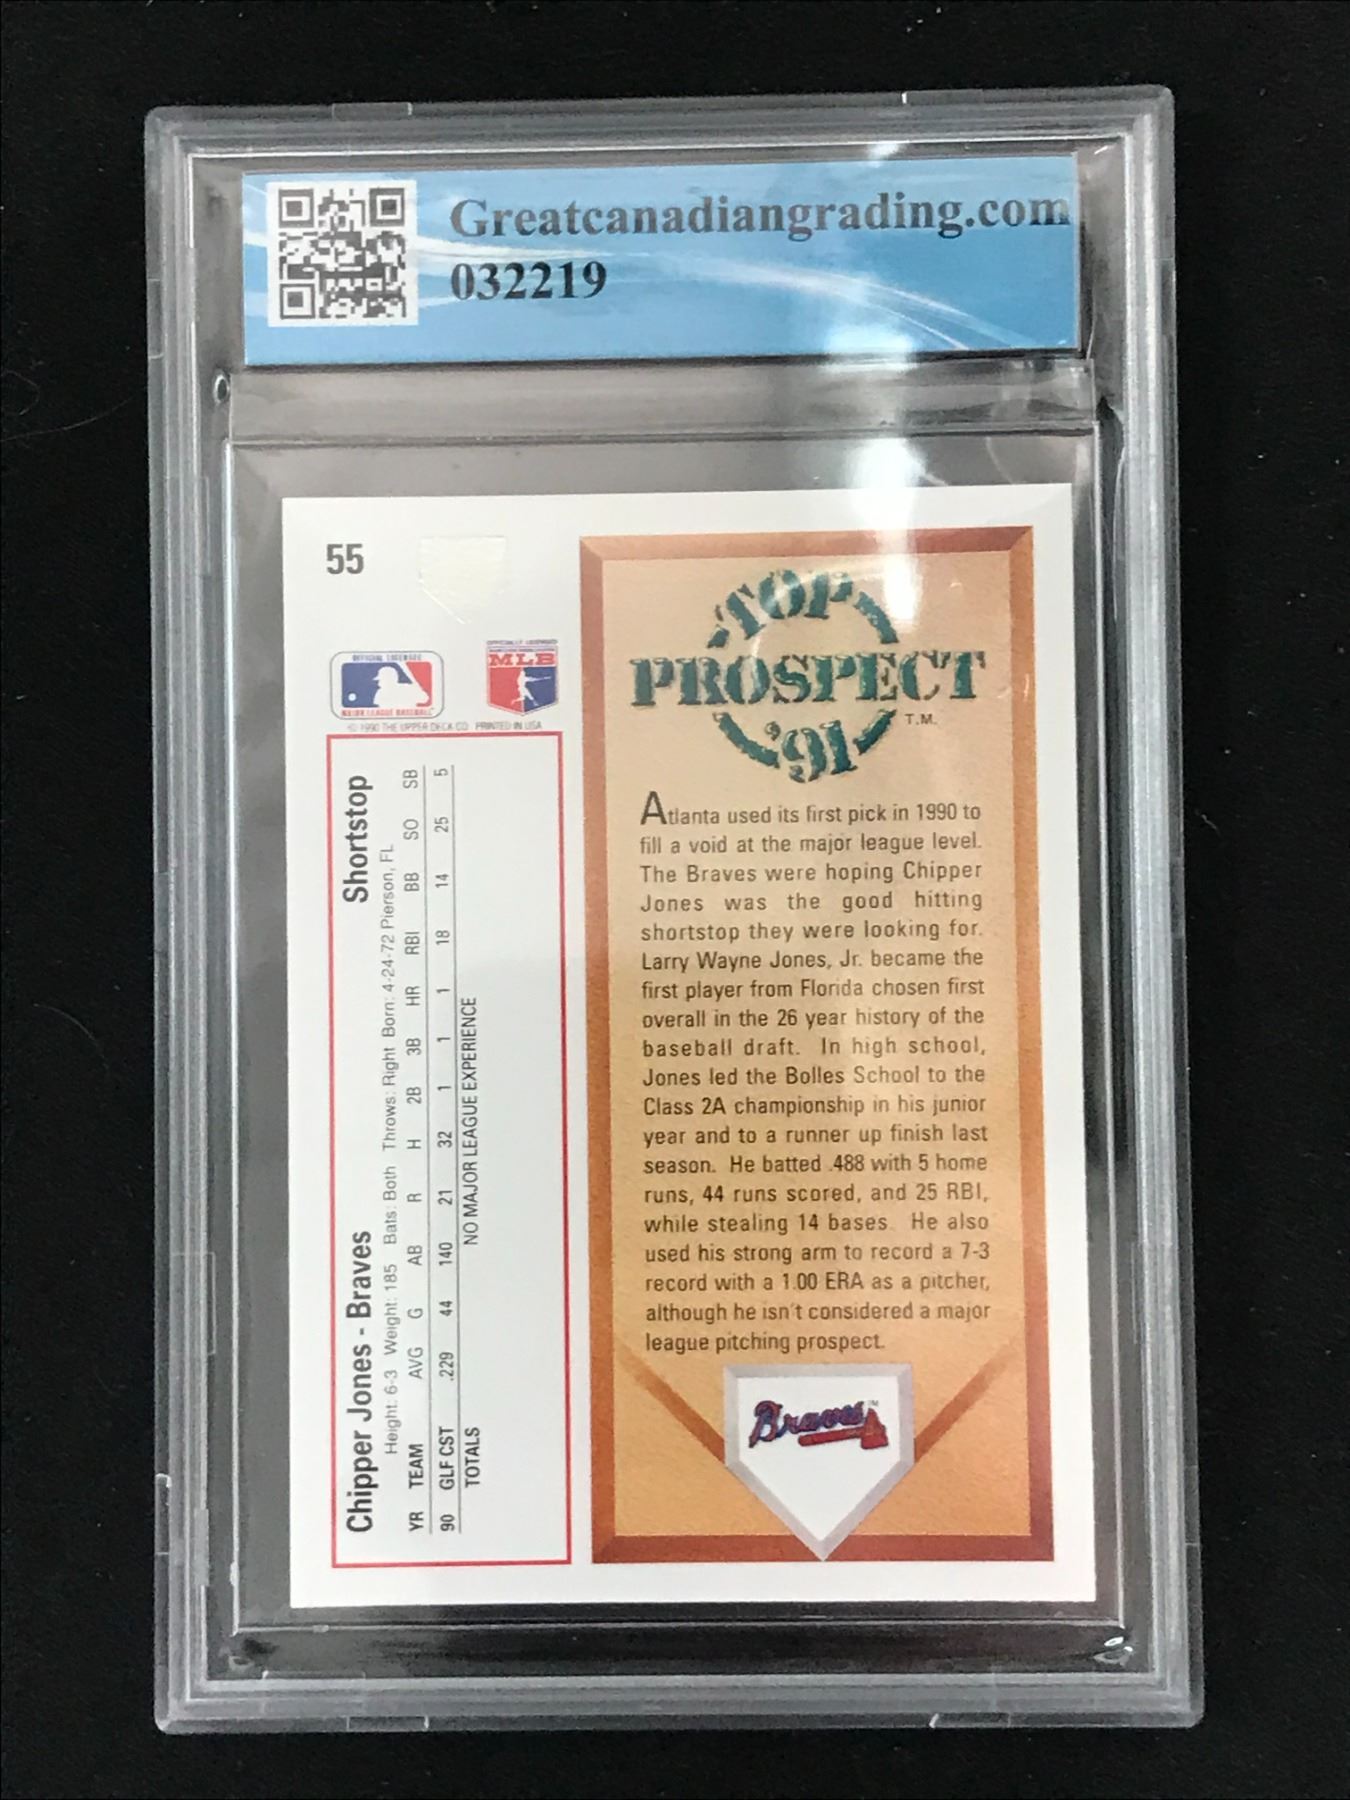 Greatcanadiangrading.com
032219
55
OFFICIAL LICENSEE
MAJOR LEAGUE BASEBALL
OFFICIALLY LICENSED
MLB
© 1990 THE UPPER DECK CO. PRINTED IN USA
Chipper Jones - Braves Shortstop
Height: 6-3 Weight: 185 Bats: Both Throws: Right Born: 4-24-72 Pierson, FL
YR TEAM AVG G AB R H 2B 3B HR RBI BB SO SB
90 GLF CST .229 44 140 21 32 1 1 1 18 14 25 5
TOTALS NO MAJOR LEAGUE EXPERIENCE
TOP
PROSPECT
'91
T.M.
Atlanta used its first pick in 1990 to
fill a void at the major league level.
The Braves were hoping Chipper
Jones was the good hitting
shortstop they were looking for.
Larry Wayne Jones, Jr. became the
first player from Florida chosen first
overall in the 26 year history of the
baseball draft. In high school,
Jones led the Bolles School to the
Class 2A championship in his junior
year and to a runner up finish last
season. He batted .488 with 5 home
runs, 44 runs scored, and 25 RBI,
while stealing 14 bases. He also
used his strong arm to record a 7-3
record with a 1.00 ERA as a pitcher,
although he isn't considered a major
league pitching prospect.
Braves